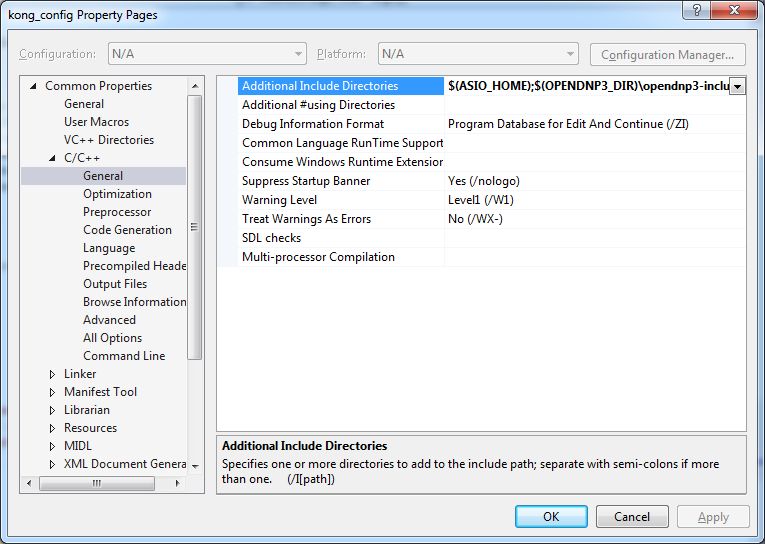 kong_config Property Pages
Configuration: N/A Platform: N/A Configuration Manager...
Common Properties
General
User Macros
VC++ Directories
C/C++
General
Optimization
Preprocessor
Code Generation
Language
Precompiled Heade
Output Files
Browse Information
Advanced
All Options
Command Line
Linker
Manifest Tool
Librarian
Resources
MIDL
XML Document Genera
Additional Include Directories $(ASIO_HOME);$(OPENDNP3_DIR)\opendnp3-inclu
Additional #using Directories
Debug Information Format Program Database for Edit And Continue (/ZI)
Common Language RunTime Support
Consume Windows Runtime Extension
Suppress Startup Banner Yes (/nologo)
Warning Level Level1 (/W1)
Treat Warnings As Errors No (/WX-)
SDL checks
Multi-processor Compilation
Additional Include Directories
Specifies one or more directories to add to the include path; separate with semi-colons if more
than one. (/I[path])
OK Cancel Apply